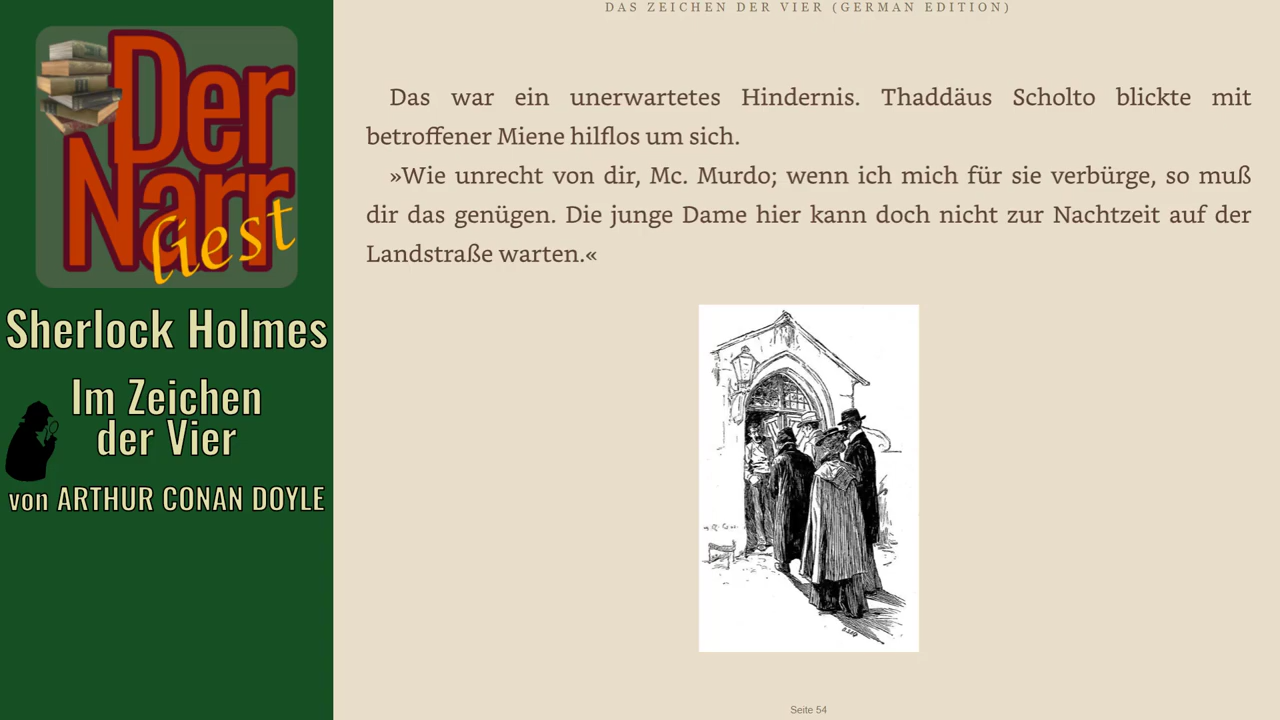 Der
Narr
liest
Sherlock Holmes
Im Zeichen
der Vier
von ARTHUR CONAN DOYLE
DAS ZEICHEN DER VIER (GERMAN EDITION)
Das war ein unerwartetes Hindernis. Thaddäus Scholto blickte mit
betroffener Miene hilflos um sich.
»Wie unrecht von dir, Mc. Murdo; wenn ich mich für sie verbürge, so muß
dir das genügen. Die junge Dame hier kann doch nicht zur Nachtzeit auf der
Landstraße warten.«
Seite 54